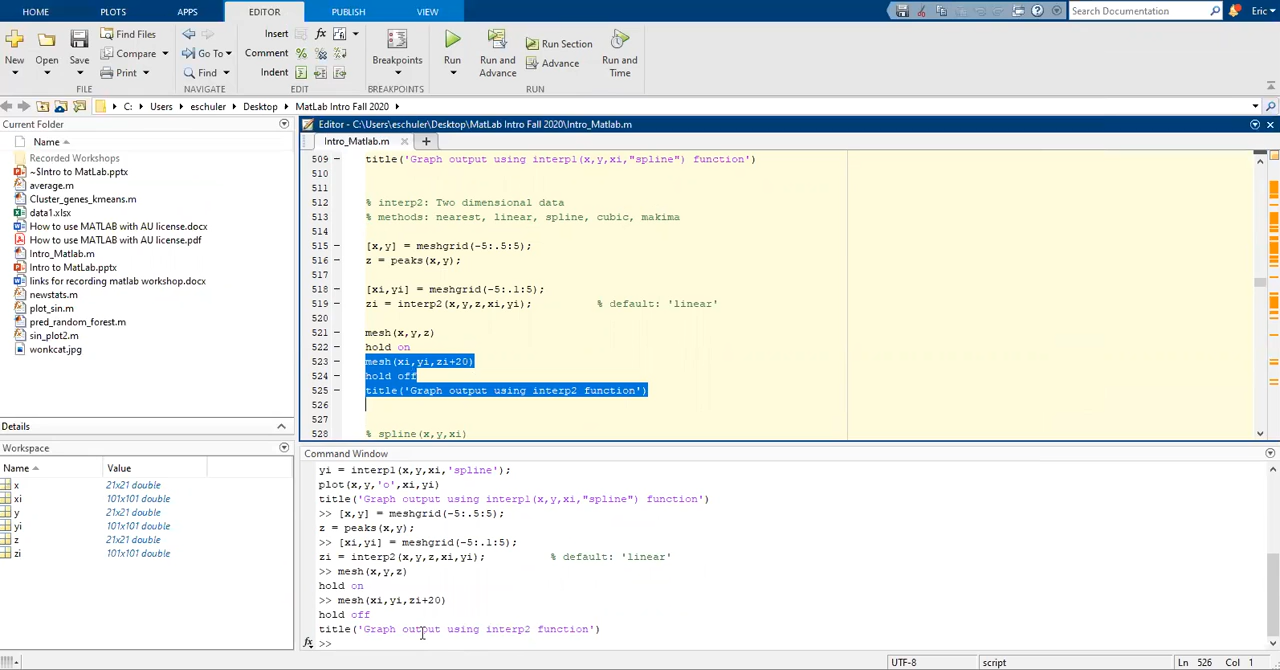 HOME PLOTS APPS EDITOR PUBLISH VIEW Search Documentation Eric
New Open Save Find Files Compare Print Go To Find Insert fx Comment % Indent Breakpoints Run Run and Advance Run Section Advance Run and Time
FILE NAVIGATE EDIT BREAKPOINTS RUN
C: Users eschuler Desktop MatLab Intro Fall 2020
Current Folder
Name
Recorded Workshops
~$Intro to MatLab.pptx
average.m
Cluster_genes_kmeans.m
data1.xlsx
How to use MATLAB with AU license.docx
How to use MATLAB with AU license.pdf
Intro_Matlab.m
Intro to MatLab.pptx
links for recording matlab workshop.docx
newstats.m
plot_sin.m
pred_random_forest.m
sin_plot2.m
wonkcat.jpg
Details
Workspace
Name Value
x 21x21 double
xi 101x101 double
y 21x21 double
yi 101x101 double
z 21x21 double
zi 101x101 double
Editor - C:\Users\eschuler\Desktop\MatLab Intro Fall 2020\Intro_Matlab.m
Intro_Matlab.m
509 title('Graph output using interp1(x,y,xi,"spline") function')
510
511
512 % interp2: Two dimensional data
513 % methods: nearest, linear, spline, cubic, makima
514
515 [x,y] = meshgrid(-5:.5:5);
516 z = peaks(x,y);
517
518 [xi,yi] = meshgrid(-5:.1:5);
519 zi = interp2(x,y,z,xi,yi); % default: 'linear'
520
521 mesh(x,y,z)
522 hold on
523 mesh(xi,yi,zi+20)
524 hold off
525 title('Graph output using interp2 function')
526
527
528 % spline(x,y,xi)
Command Window
yi = interp1(x,y,xi,'spline');
plot(x,y,'o',xi,yi)
title('Graph output using interp1(x,y,xi,"spline") function')
>> [x,y] = meshgrid(-5:.5:5);
z = peaks(x,y);
>> [xi,yi] = meshgrid(-5:.1:5);
zi = interp2(x,y,z,xi,yi); % default: 'linear'
>> mesh(x,y,z)
hold on
>> mesh(xi,yi,zi+20)
hold off
title('Graph output using interp2 function')
fx >>
UTF-8 script Ln 526 Col 1